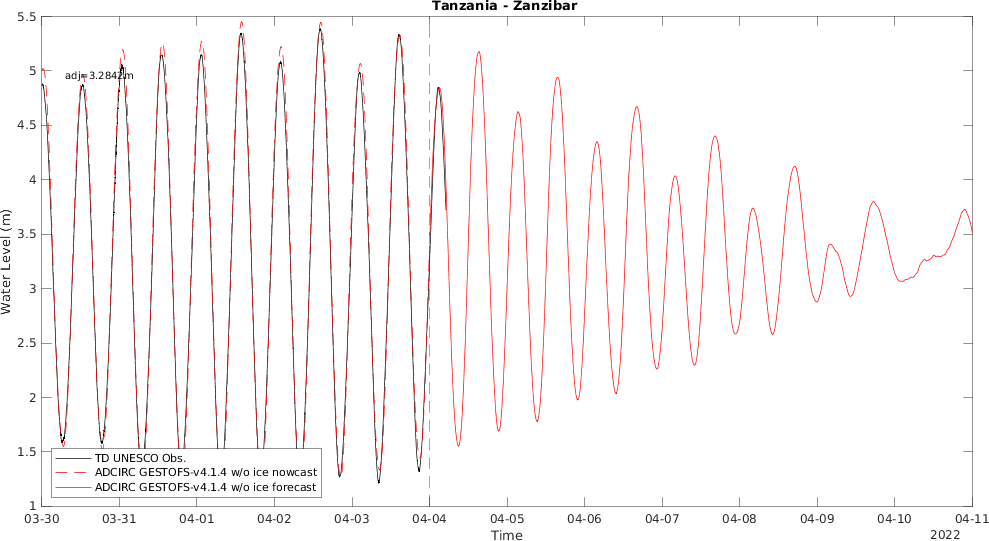 Tanzania - Zanzibar
5.5
5
4.5
4
3.5
3
2.5
2
1.5
1
Water Level (m)
adj=3.2842m
TD UNESCO Obs.
ADCIRC GESTOFS-v4.1.4 w/o ice nowcast
ADCIRC GESTOFS-v4.1.4 w/o ice forecast
03-30 03-31 04-01 04-02 04-03 04-04 04-05 04-06 04-07 04-08 04-09 04-10 04-11
Time
2022